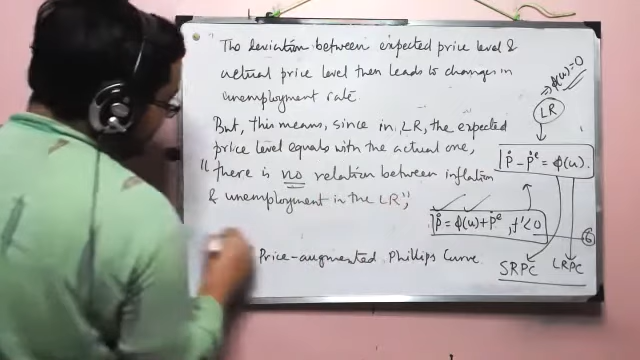 The deviation between expected price level &
actual price level then leads to changes in
unemployment rate.
But, this means, since in LR, the expected
price level equals with the actual one,
"there is no relation between inflation
& unemployment in the LR",
Price-augmented Phillips Curve.
⇒ φ(u)=0
LR
Ṗ - Ṗᵉ = φ(u).
Ṗ = φ(u) + Ṗᵉ, f'<0
6
SRPC LRPC